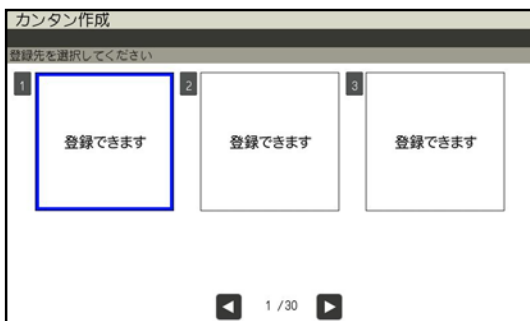 カンタン作成
登録先を選択してください
1 2 3
登録できます 登録できます 登録できます
1 /30